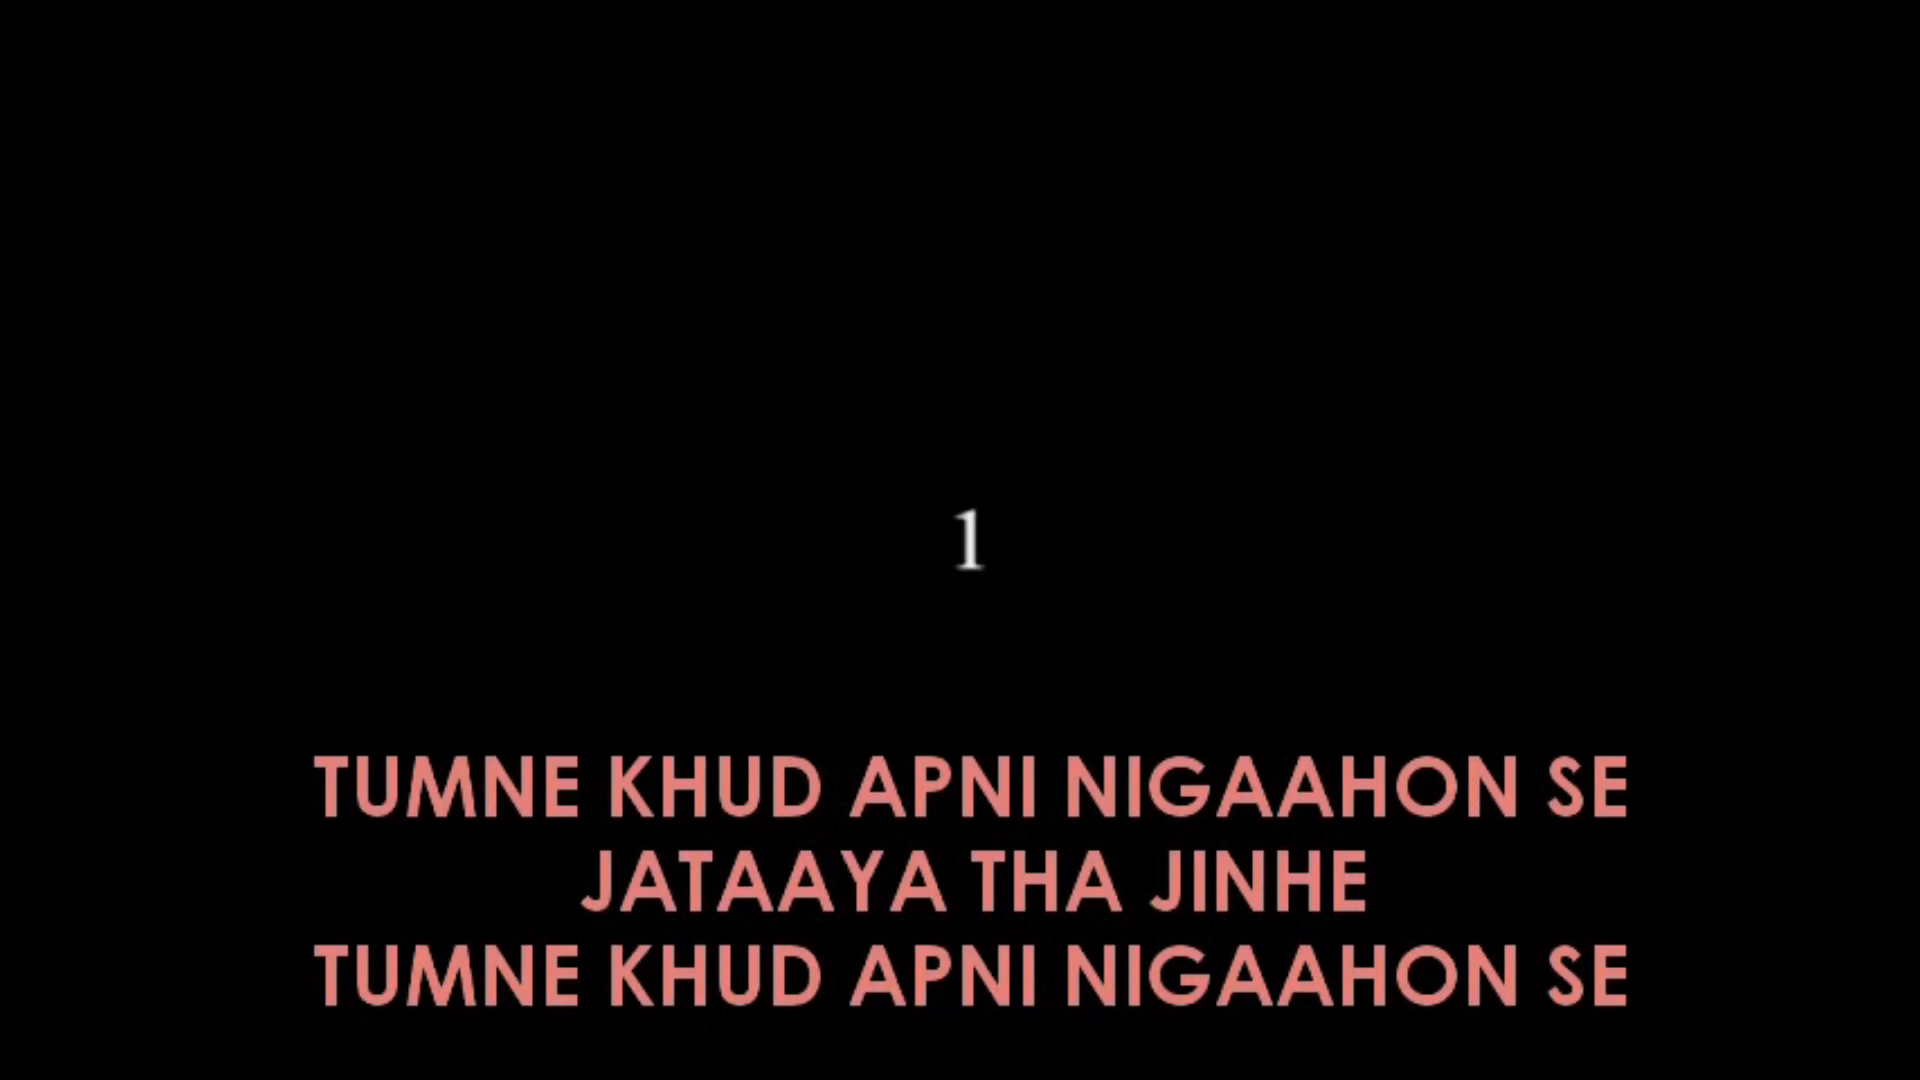 1
TUMNE KHUD APNI NIGAAHON SE
JATAAYA THA JINHE
TUMNE KHUD APNI NIGAAHON SE